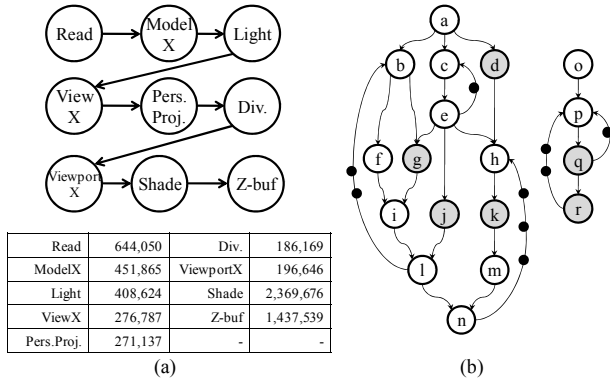 Read
Model
X
Light
View
X
Pers.
Proj.
Div.
Viewport
X
Shade
Z-buf
Read 644,050 Div. 186,169
ModelX 451,865 ViewportX 196,646
Light 408,624 Shade 2,369,676
ViewX 276,787 Z-buf 1,437,539
Pers.Proj. 271,137 - -
(a)
a
b c d
e
f g h
i j k
l m
n
o
p
q
r
(b)